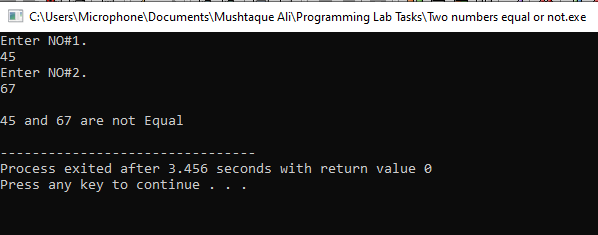 C:\Users\Microphone\Documents\Mushtaque Ali\Programming Lab Tasks\Two numbers equal or not.exe
Enter NO#1.
45
Enter NO#2.
67
45 and 67 are not Equal
--------------------------------
Process exited after 3.456 seconds with return value 0
Press any key to continue . . .